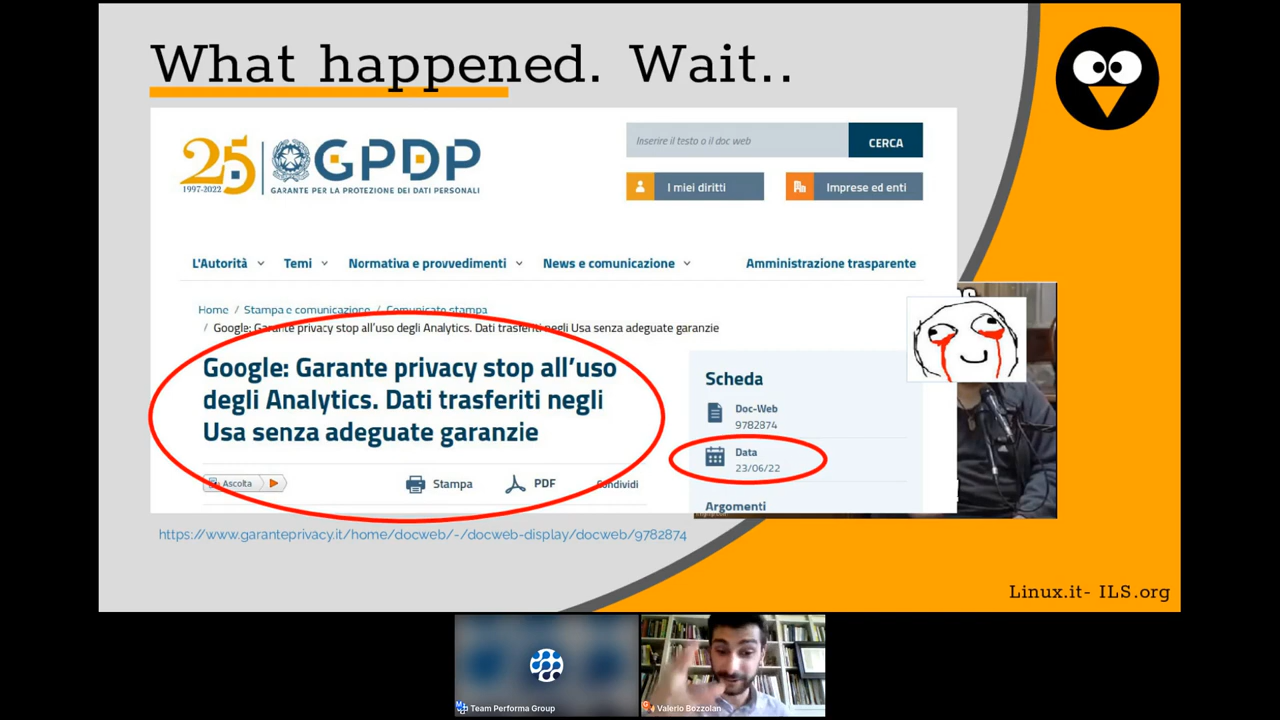 What happened. Wait..
25
1997-2022
GPDP
GARANTE PER LA PROTEZIONE DEI DATI PERSONALI
Inserire il testo o il doc web
CERCA
I miei diritti
Imprese ed enti
L'Autorità
Temi
Normativa e provvedimenti
News e comunicazione
Amministrazione trasparente
Home / Stampa e comunicazione / Comunicato stampa
/ Google: Garante privacy stop all'uso degli Analytics. Dati trasferiti negli Usa senza adeguate garanzie
Google: Garante privacy stop all'uso
degli Analytics. Dati trasferiti negli
Usa senza adeguate garanzie
Scheda
Doc-Web
9782874
Data
23/06/22
Argomenti
Ascolta
Stampa
PDF
Condividi
https://www.garanteprivacy.it/home/docweb/-/docweb-display/docweb/9782874
Linux.it- ILS.org
Team Performa Group
Valerio Bozzolan